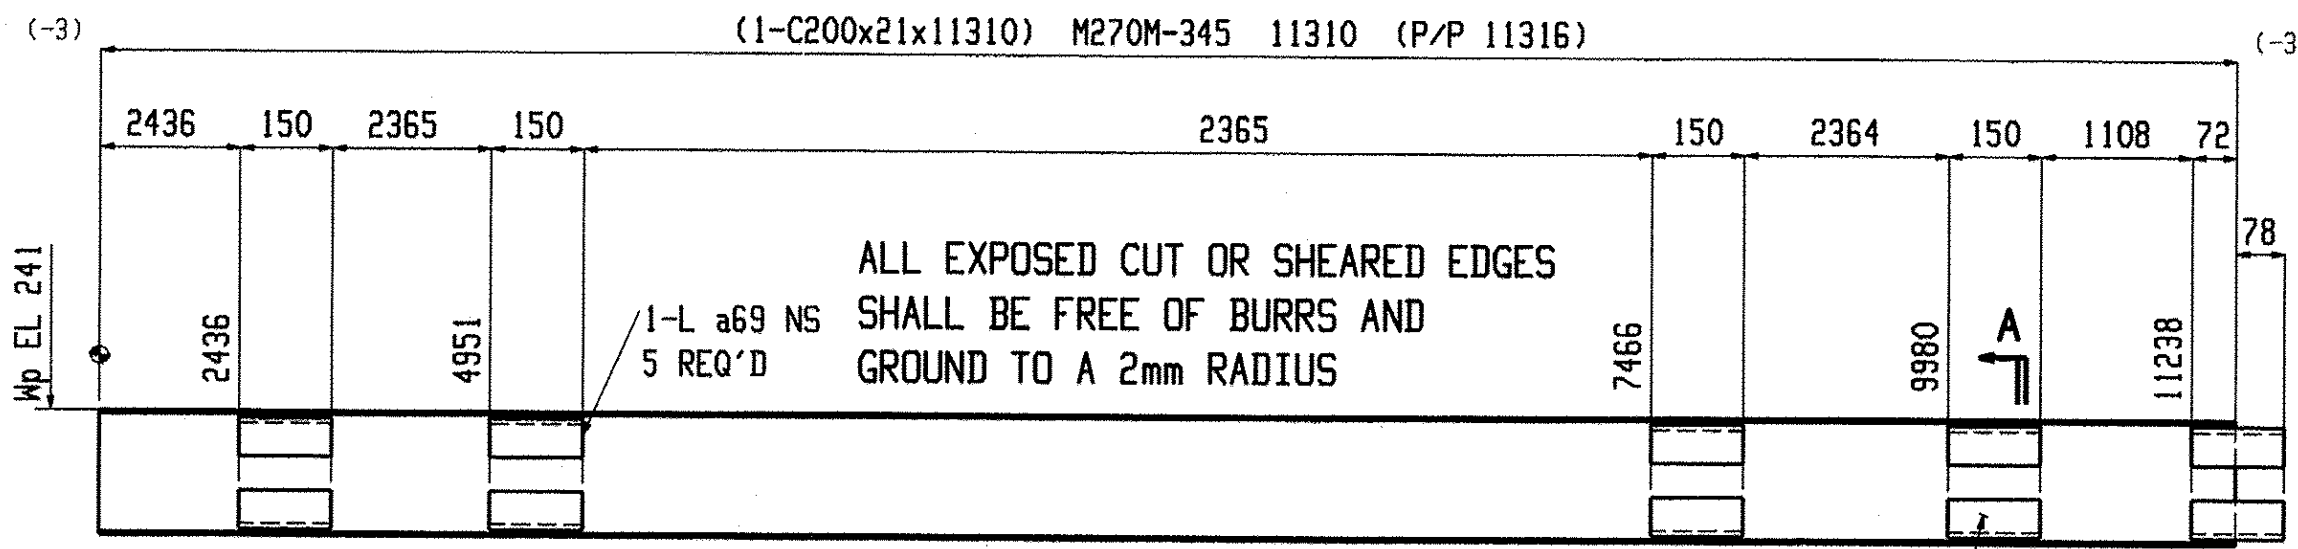 (-3) (1-C200x21x11310) M270M-345 11310 (P/P 11316) (-3
2436 150 2365 150 2365 150 2364 150 1108 72
78
Wp EL 241
2436
4951
1-L a69 NS
5 REQ'D
ALL EXPOSED CUT OR SHEARED EDGES
SHALL BE FREE OF BURRS AND
GROUND TO A 2mm RADIUS
7466
9980
A
11238